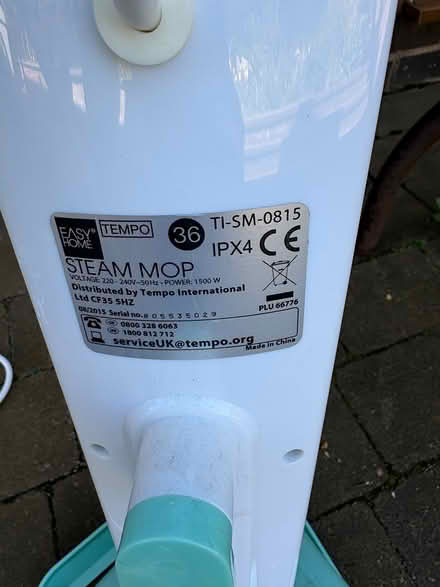 EASY® HOME TEMPO 36 TI-SM-0815
IPX4 CE
STEAM MOP
VOLTAGE: 220 - 240V~50Hz - POWER: 1500 W
Distributed by Tempo International
Ltd CF35 5HZ
PLU 66776
08/2015 Serial no. 805535029
0800 328 6063
1800 812 712
serviceUK@tempo.org
Made in China